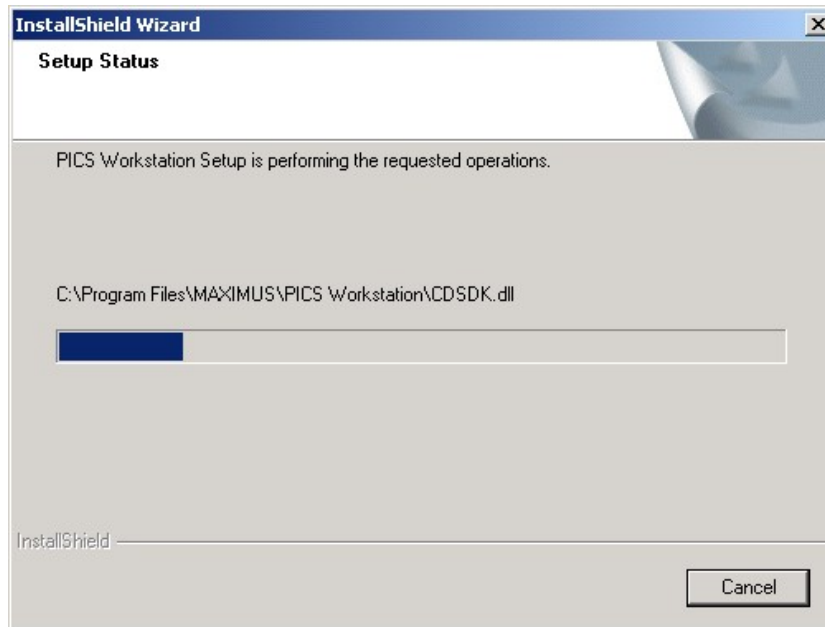 InstallShield Wizard
Setup Status
PICS Workstation Setup is performing the requested operations.
C:\Program Files\MAXIMUS\PICS Workstation\CDSDK.dll
InstallShield
Cancel